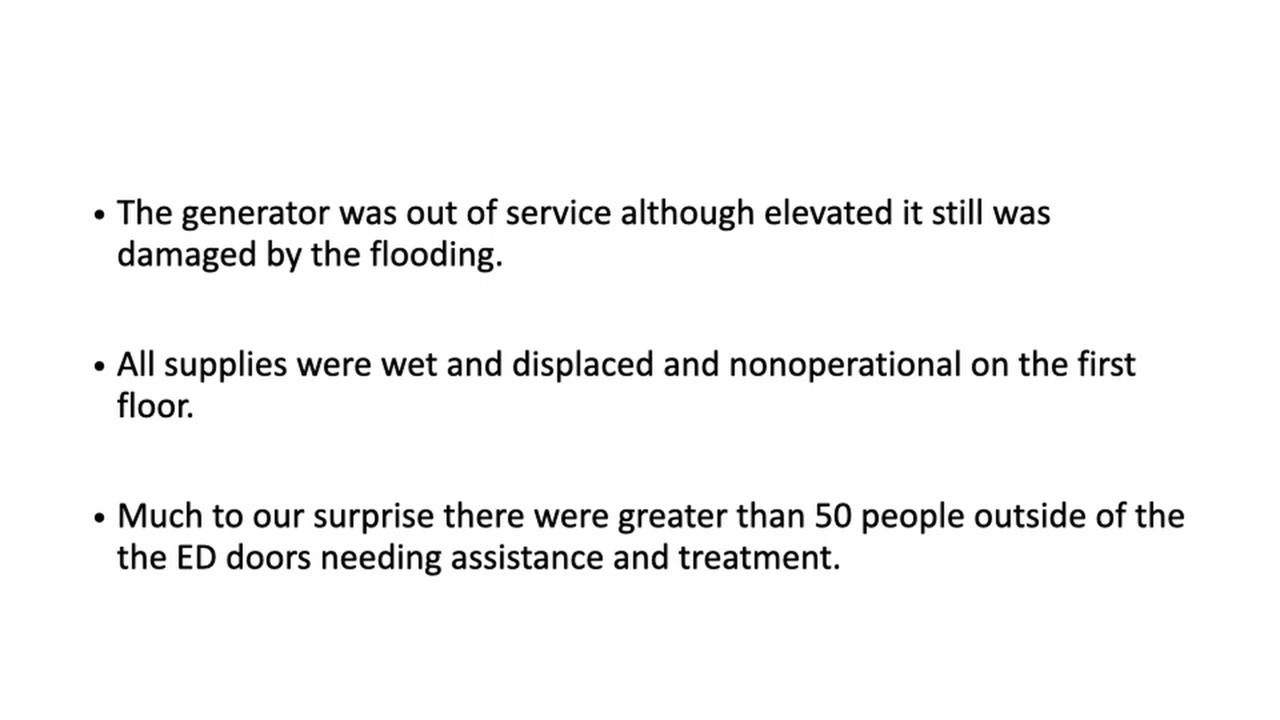 • The generator was out of service although elevated it still was
damaged by the flooding.
• All supplies were wet and displaced and nonoperational on the first
floor.
• Much to our surprise there were greater than 50 people outside of the
the ED doors needing assistance and treatment.